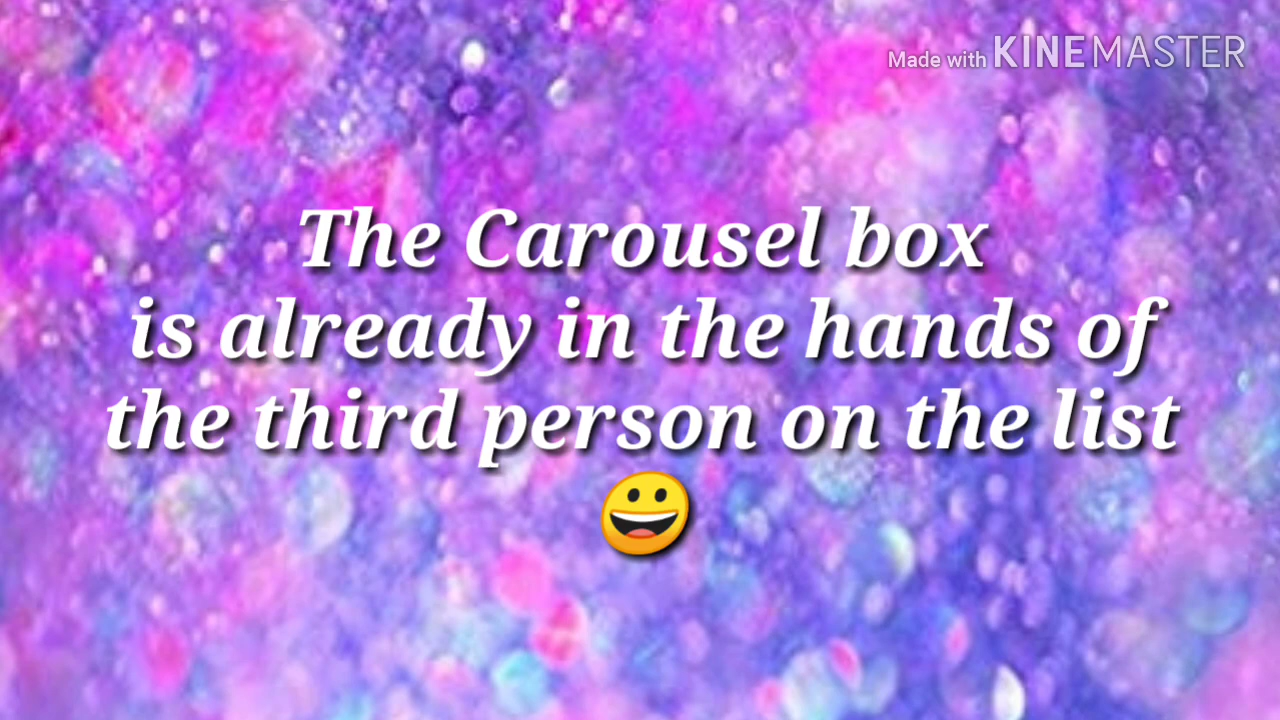 Made with KINEMASTER
The Carousel box
is already in the hands of
the third person on the list
😀